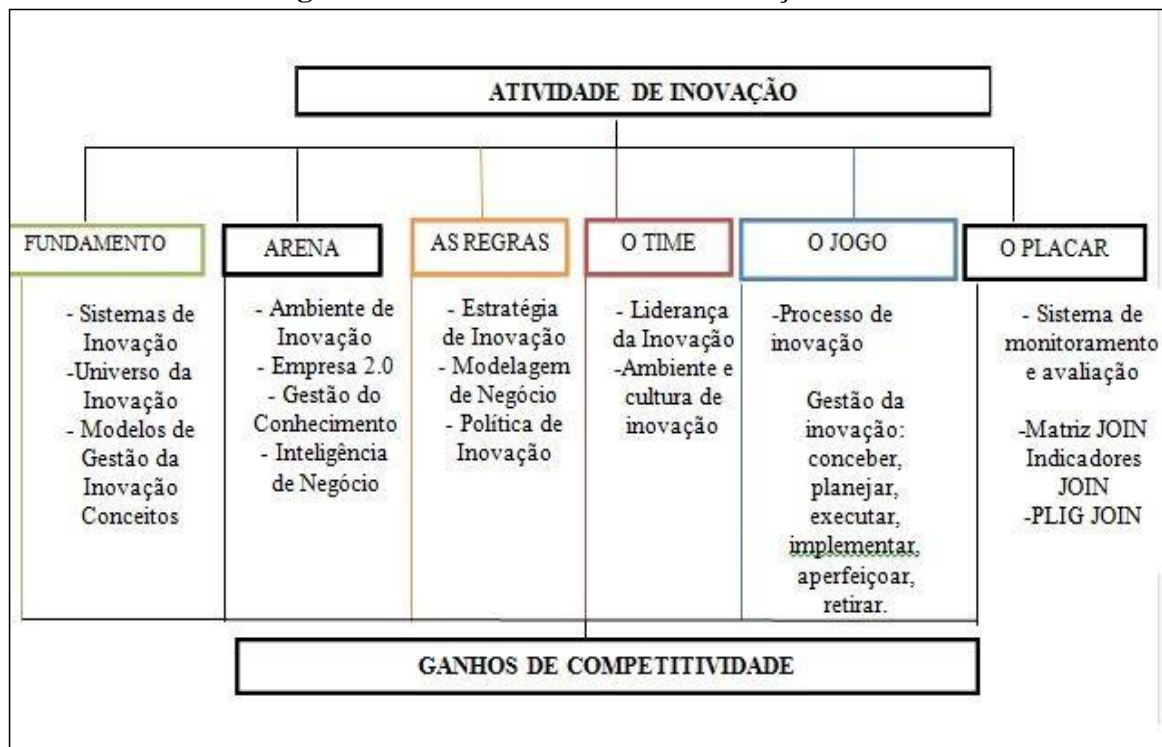 ATIVIDADE DE INOVAÇÃO
FUNDAMENTO
- Sistemas de
Inovação
-Universo da
Inovação
- Modelos de
Gestão da
Inovação
Conceitos
ARENA
- Ambiente de
Inovação
- Empresa 2.0
- Gestão do
Conhecimento
- Inteligência
de Negócio
AS REGRAS
- Estratégia
de Inovação
- Modelagem
de Negócio
- Política de
Inovação
O TIME
- Liderança
da Inovação
-Ambiente e
cultura de
inovação
O JOGO
-Processo de
inovação
Gestão da
inovação:
conceber,
planejar,
executar,
implementar,
aperfeiçoar,
retirar.
O PLACAR
- Sistema de
monitoramento
e avaliação
-Matriz JOIN
Indicadores
JOIN
-PLIG JOIN
GANHOS DE COMPETITIVIDADE